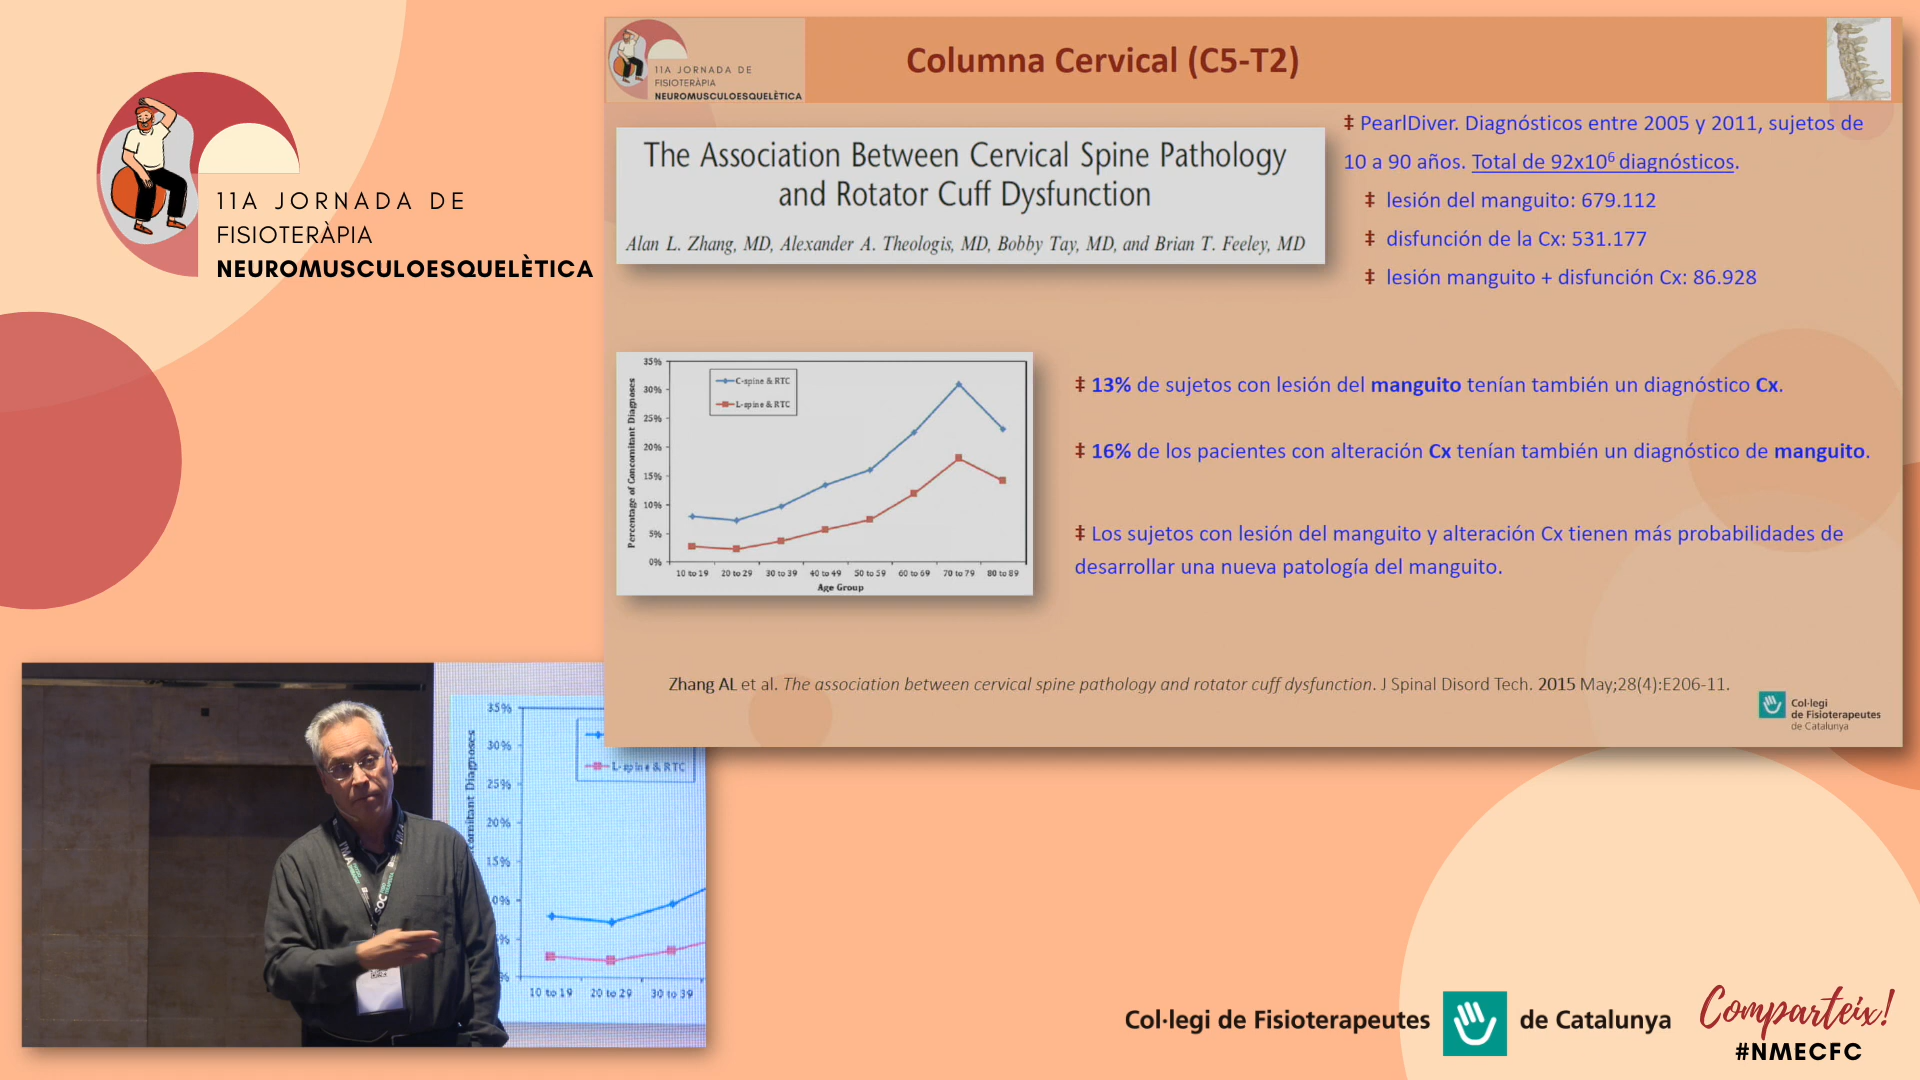 11A JORNADA DE
FISIOTERÀPIA
NEUROMUSCULOESQUELÈTICA
11A JORNADA DE
FISIOTERÀPIA
NEUROMUSCULOESQUELÈTICA
Columna Cervical (C5-T2)
The Association Between Cervical Spine Pathology
and Rotator Cuff Dysfunction
Alan L. Zhang, MD, Alexander A. Theologis, MD, Bobby Tay, MD, and Brian T. Feeley, MD
‡ PearlDiver. Diagnósticos entre 2005 y 2011, sujetos de
10 a 90 años. Total de 92x10⁶ diagnósticos.
‡ lesión del manguito: 679.112
‡ disfunción de la Cx: 531.177
‡ lesión manguito + disfunción Cx: 86.928
Percentage of Concomitant Diagnoses
35%
30%
25%
20%
15%
10%
5%
0%
C-spine & RTC
L-spine & RTC
10 to 19 20 to 29 30 to 39 40 to 49 50 to 59 60 to 69 70 to 79 80 to 89
Age Group
‡ 13% de sujetos con lesión del manguito tenían también un diagnóstico Cx.
‡ 16% de los pacientes con alteración Cx tenían también un diagnóstico de manguito.
‡ Los sujetos con lesión del manguito y alteración Cx tienen más probabilidades de
desarrollar una nueva patología del manguito.
Zhang AL et al. The association between cervical spine pathology and rotator cuff dysfunction. J Spinal Disord Tech. 2015 May;28(4):E206-11.
Col·legi
de Fisioterapeutes
de Catalunya
35%
30%
25%
20%
15%
0%
L-spine & RTC
Diagnoses
10 to 19 20 to 29 30 to 39
Col·legi de Fisioterapeutes de Catalunya
Comparteix!
#NMECFC